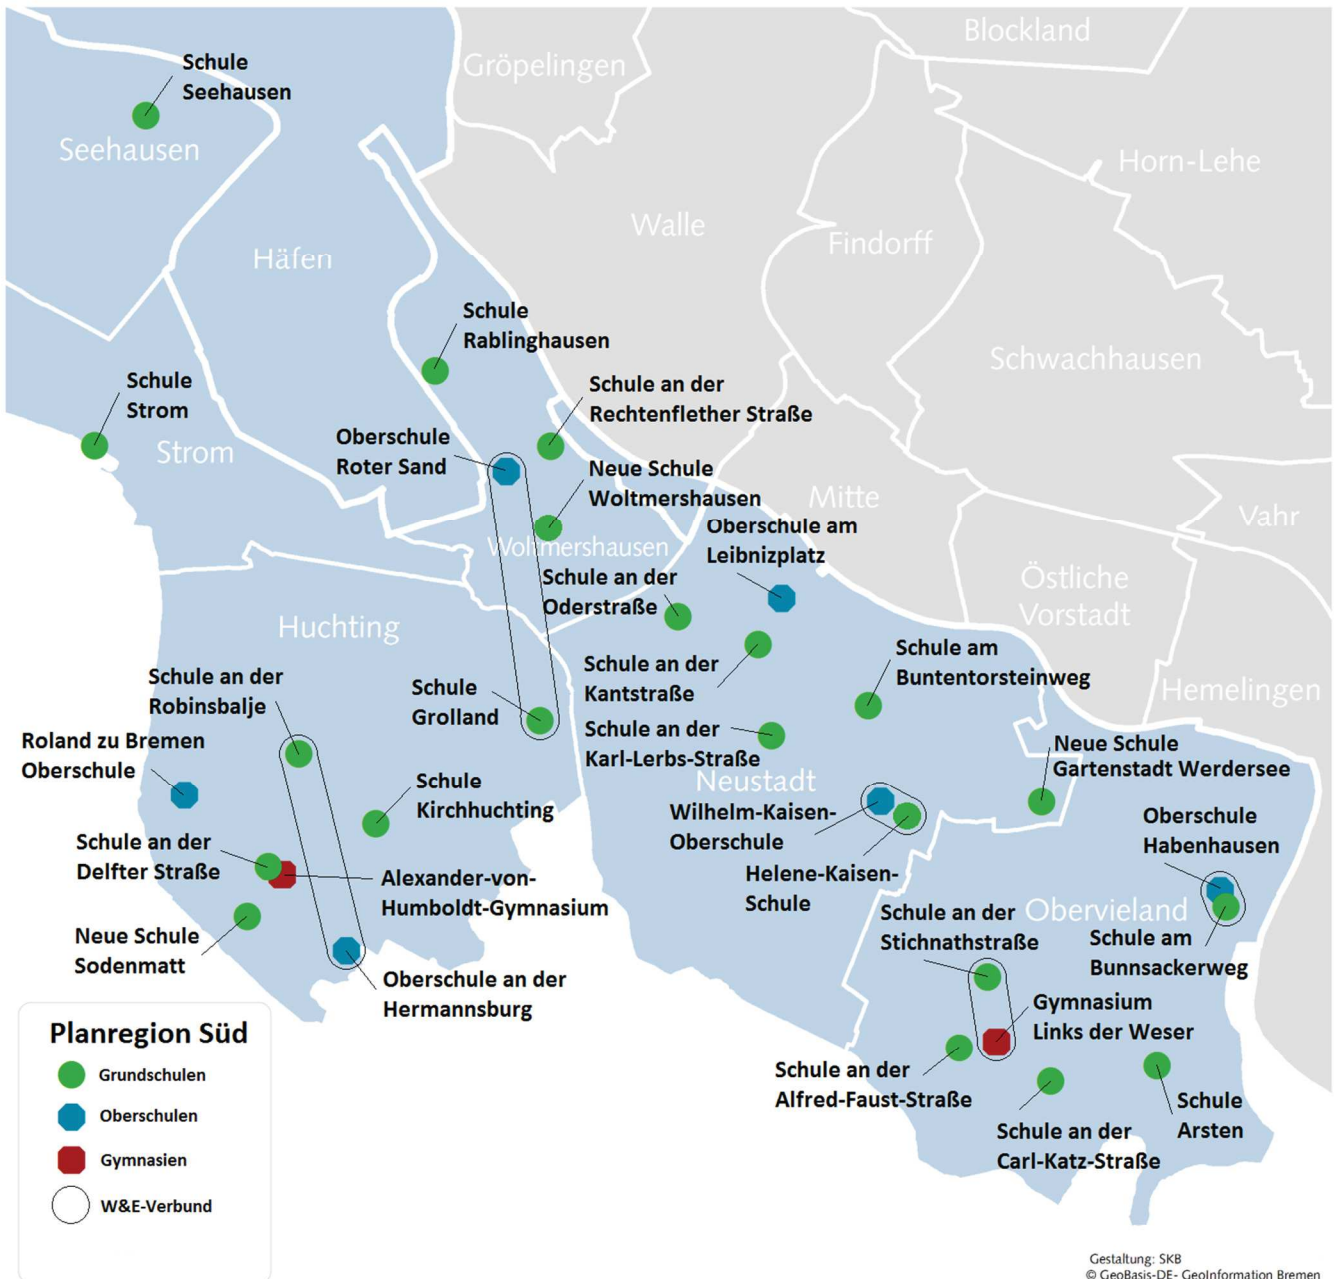 Blockland
Gröpelingen
Schule
Seehausen
Seehausen
Horn-Lehe
Walle
Findorff
Häfen
Schule
Rablinghausen
Schwachhausen
Schule
Strom
Schule an der
Rechtenflether Straße
Strom
Oberschule
Roter Sand
Neue Schule
Woltmershausen
Mitte
Vahr
Oberschule am
Leibnizplatz
Woltmershausen
Schule an der
Oderstraße
Östliche
Vorstadt
Huchting
Schule an der
Kantstraße
Schule am
Buntentorsteinweg
Hemelingen
Schule an der
Robinsbalje
Schule
Grolland
Schule an der
Karl-Lerbs-Straße
Roland zu Bremen
Oberschule
Neue Schule
Gartenstadt Werdersee
Neustadt
Schule
Kirchhuchting
Wilhelm-Kaisen-
Oberschule
Oberschule
Habenhausen
Schule an der
Delfter Straße
Alexander-von-
Humboldt-Gymnasium
Helene-Kaisen-
Schule
Schule an der
Stichnathstraße
Obervieland
Neue Schule
Sodenmatt
Schule am
Bunnsackerweg
Oberschule an der
Hermannsburg
Gymnasium
Links der Weser
Schule an der
Alfred-Faust-Straße
Schule
Arsten
Schule an der
Carl-Katz-Straße
Planregion Süd
Grundschulen
Oberschulen
Gymnasien
W&E-Verbund
Gestaltung: SKB
© GeoBasis-DE- GeoInformation Bremen